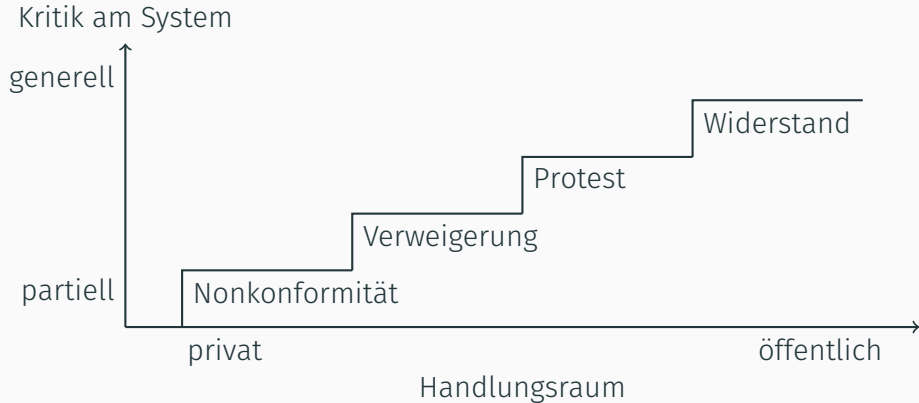 Kritik am System
generell
Widerstand
Protest
Verweigerung
partiell
Nonkonformität
privat
öffentlich
Handlungsraum